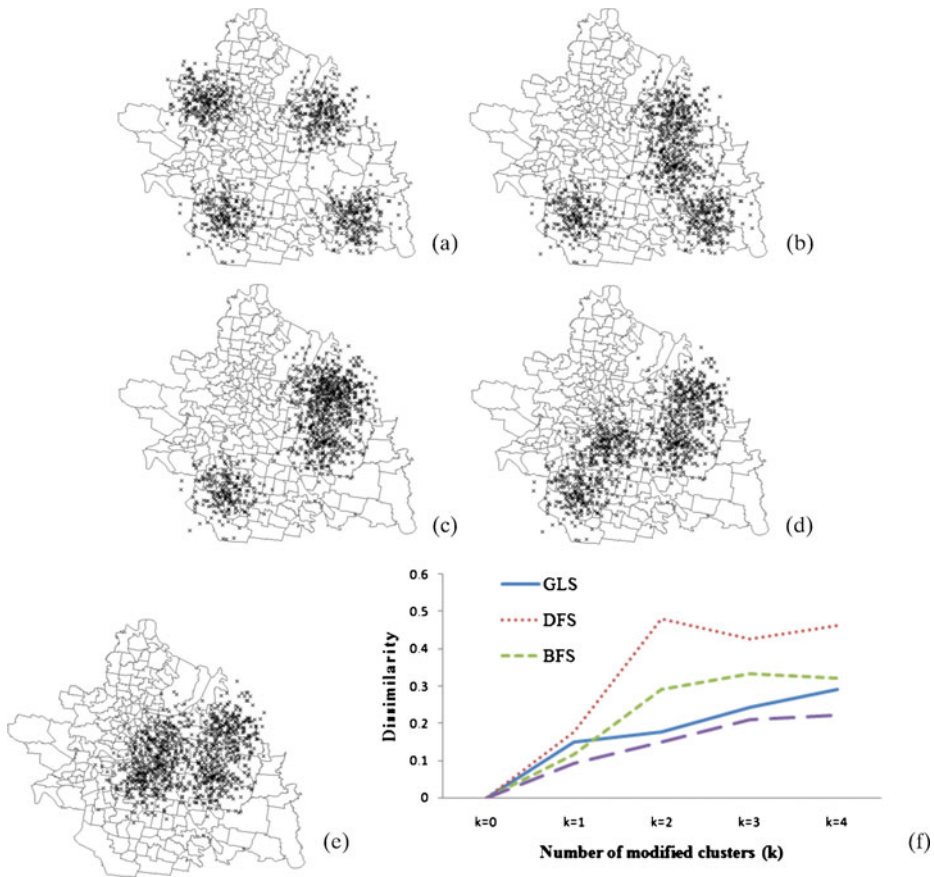 (a)
(b)
(c)
(d)
(e)
0.6
0.5
0.4
0.3
0.2
0.1
0
Dissimilarity
GLS
DFS
BFS
k=0 k=1 k=2 k=3 k=4
Number of modified clusters (k)
(f)